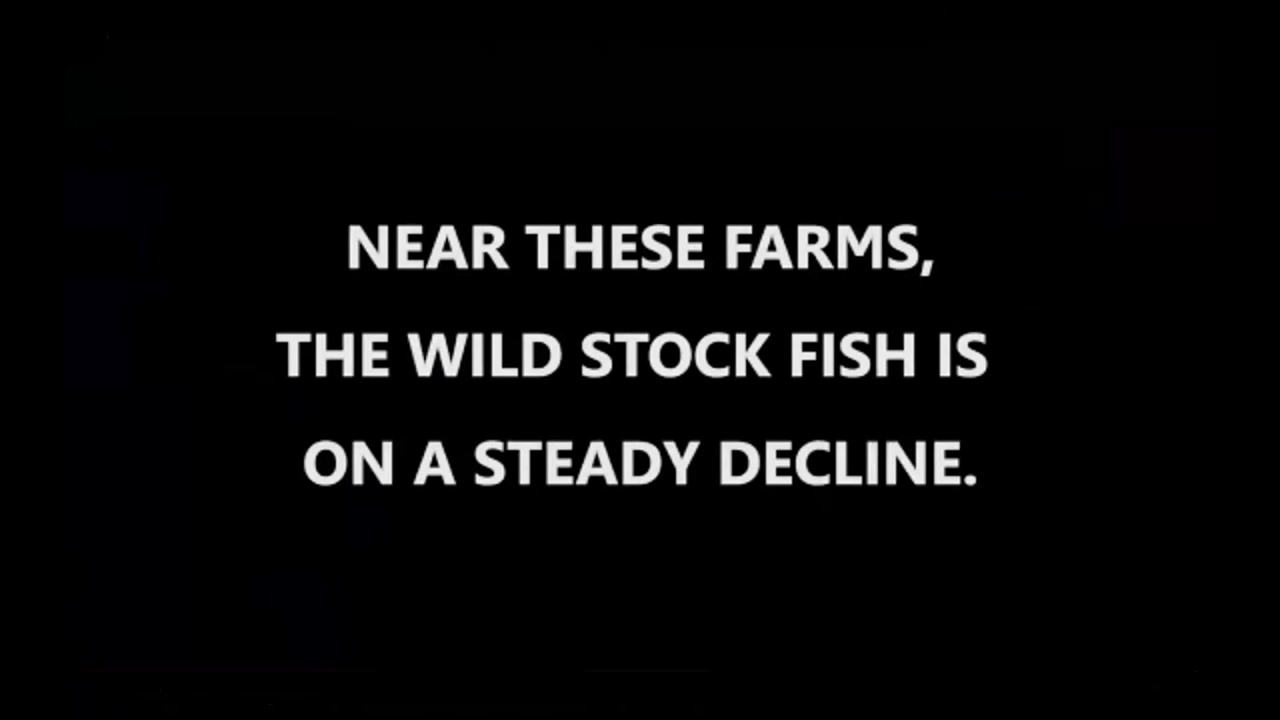 NEAR THESE FARMS,
THE WILD STOCK FISH IS
ON A STEADY DECLINE.